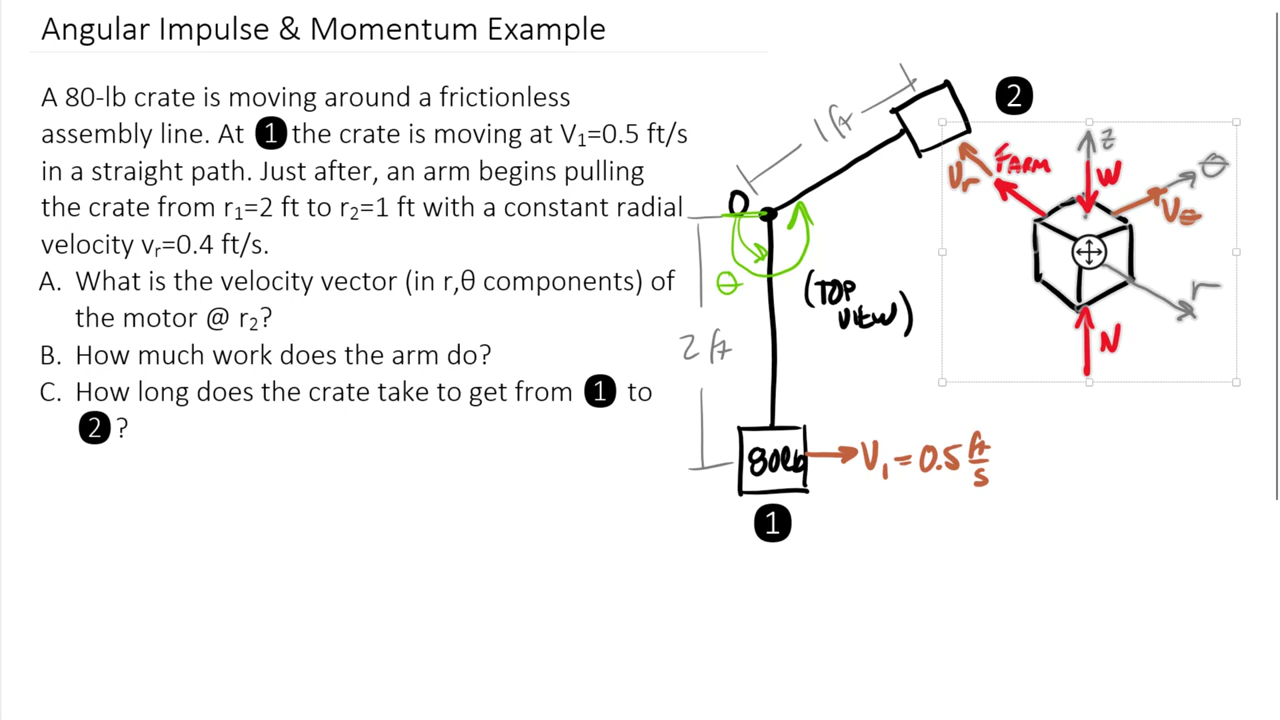 Angular Impulse & Momentum Example
A 80-lb crate is moving around a frictionless
assembly line. At 1 the crate is moving at V₁=0.5 ft/s
in a straight path. Just after, an arm begins pulling
the crate from r₁=2 ft to r₂=1 ft with a constant radial
velocity vᵣ=0.4 ft/s.
A. What is the velocity vector (in r,θ components) of
the motor @ r₂?
B. How much work does the arm do?
C. How long does the crate take to get from 1 to
2 ?
1 ft
2
O
θ
(TOP
VIEW)
2 ft
80lb
V₁ = 0.5 ft/s
1
Vr
FARM
z
W
θ
Vθ
r
N